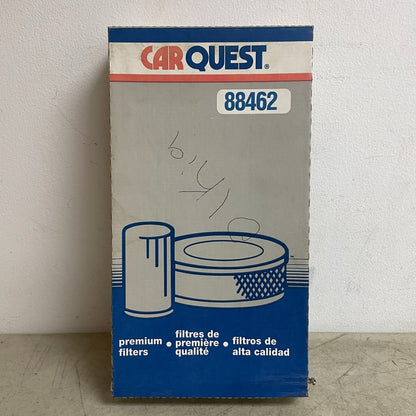 CARQUEST®
88462
premium filters • filtres de première qualité • filtros de alta calidad